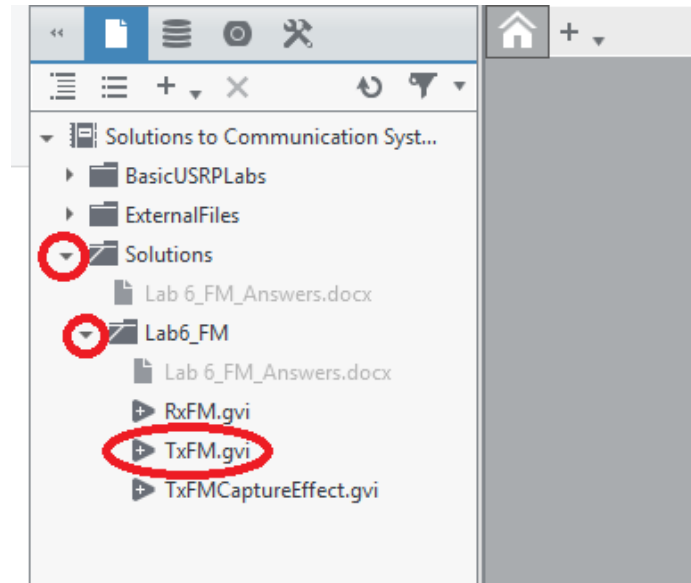 Solutions to Communication Syst...
BasicUSRPLabs
ExternalFiles
Solutions
Lab 6_FM_Answers.docx
Lab6_FM
Lab 6_FM_Answers.docx
RxFM.gvi
TxFM.gvi
TxFMCaptureEffect.gvi